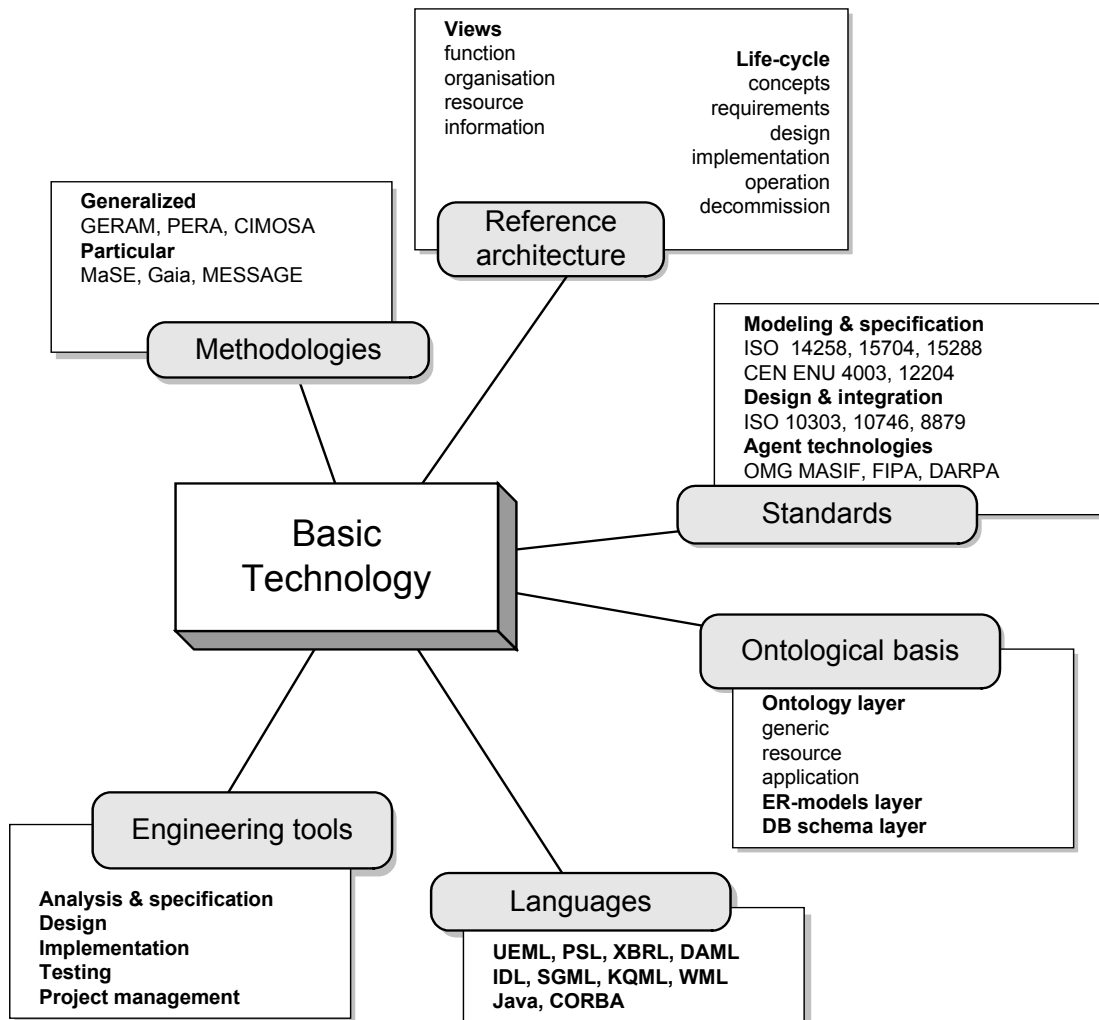 Views
function
organisation
resource
information
Life-cycle
concepts
requirements
design
implementation
operation
decommission
Reference
architecture
Generalized
GERAM, PERA, CIMOSA
Particular
MaSE, Gaia, MESSAGE
Methodologies
Modeling & specification
ISO  14258, 15704, 15288
CEN ENU 4003, 12204
Design & integration
ISO 10303, 10746, 8879
Agent technologies
OMG MASIF, FIPA, DARPA
Standards
Basic
Technology
Ontological basis
Ontology layer
generic
resource
application
ER-models layer
DB schema layer
Engineering tools
Analysis & specification
Design
Implementation
Testing
Project management
Languages
UEML, PSL, XBRL, DAML
IDL, SGML, KQML, WML
Java, CORBA